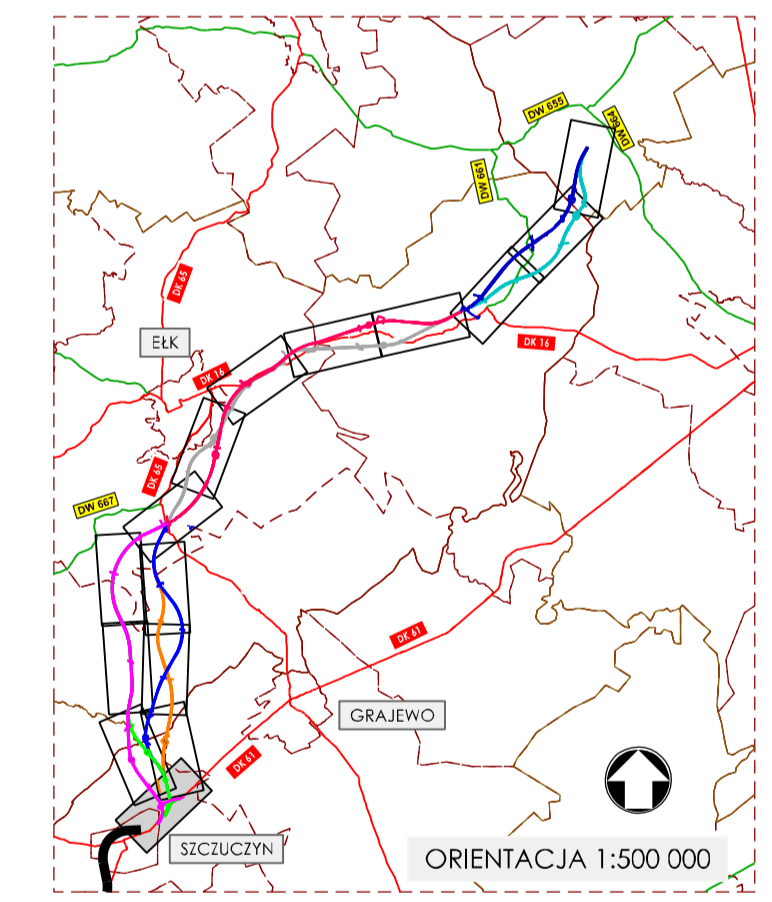 DW 655
DW 664
DW 661
DK 65
EŁK
DK 16
DK 16
DK 65
DW 667
DK 61
GRAJEWO
DK 61
SZCZUCZYN
ORIENTACJA 1:500 000